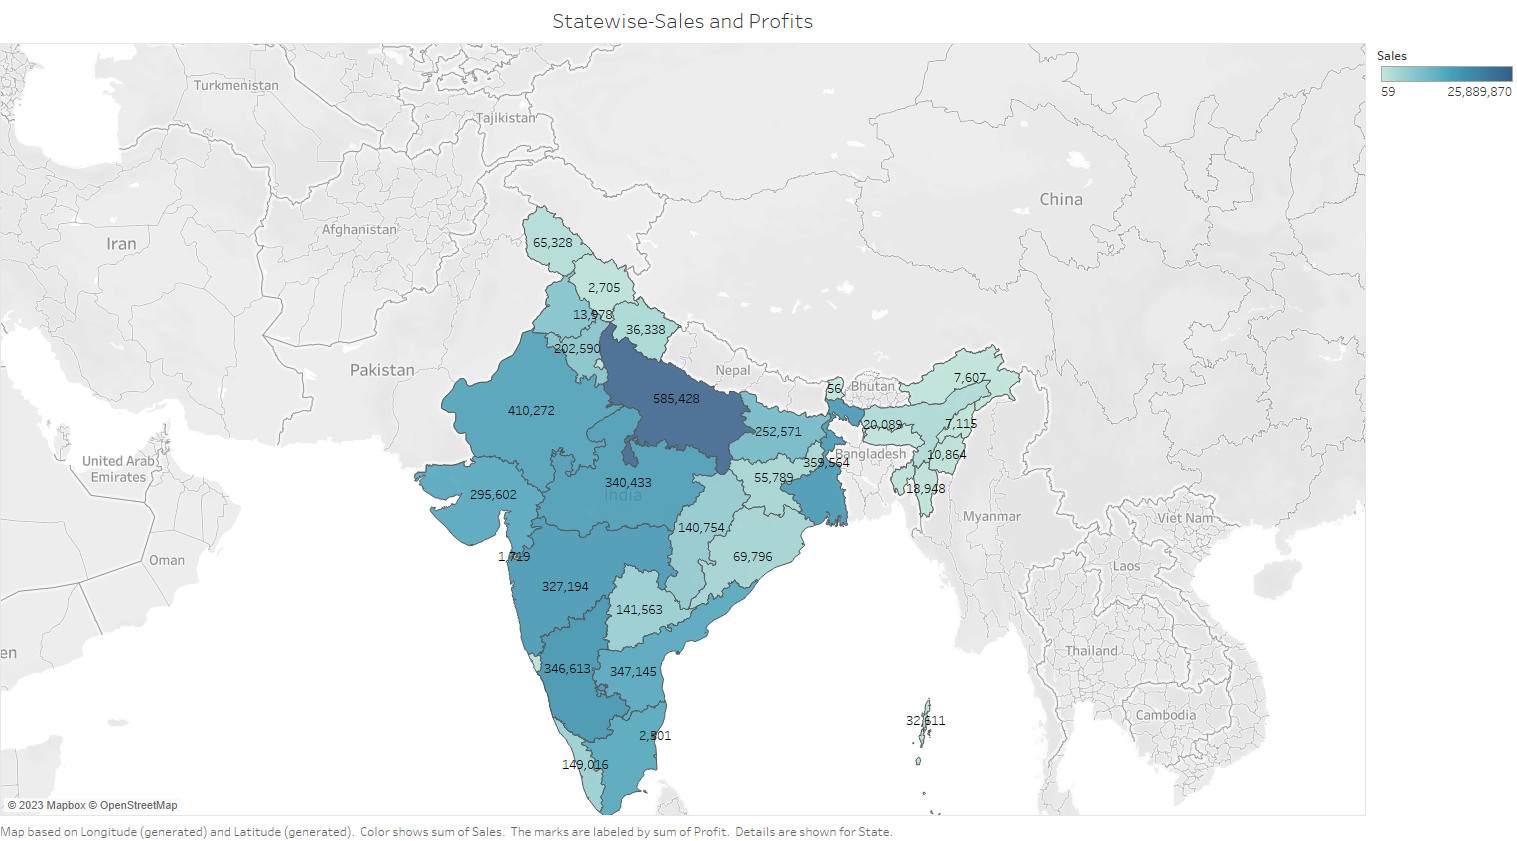 Statewise-Sales and Profits
Sales
59 25,889,870
Turkmenistan
Tajikistan
China
Afghanistan
Iran
65,328
2,705
13,978
36,338
202,590
Pakistan
Nepal
7,607
56
Bhutan
585,428
410,272
20,089
7,115
252,571
Bangladesh
10,864
359,564
United Arab
Emirates
55,789
340,433
India
18,948
295,602
Myanmar
Viet Nam
140,754
1,719
69,796
Oman
Laos
327,194
141,563
en
Thailand
346,613
347,145
Cambodia
32,611
2,301
149,016
© 2023 Mapbox © OpenStreetMap
Map based on Longitude (generated) and Latitude (generated). Color shows sum of Sales. The marks are labeled by sum of Profit. Details are shown for State.